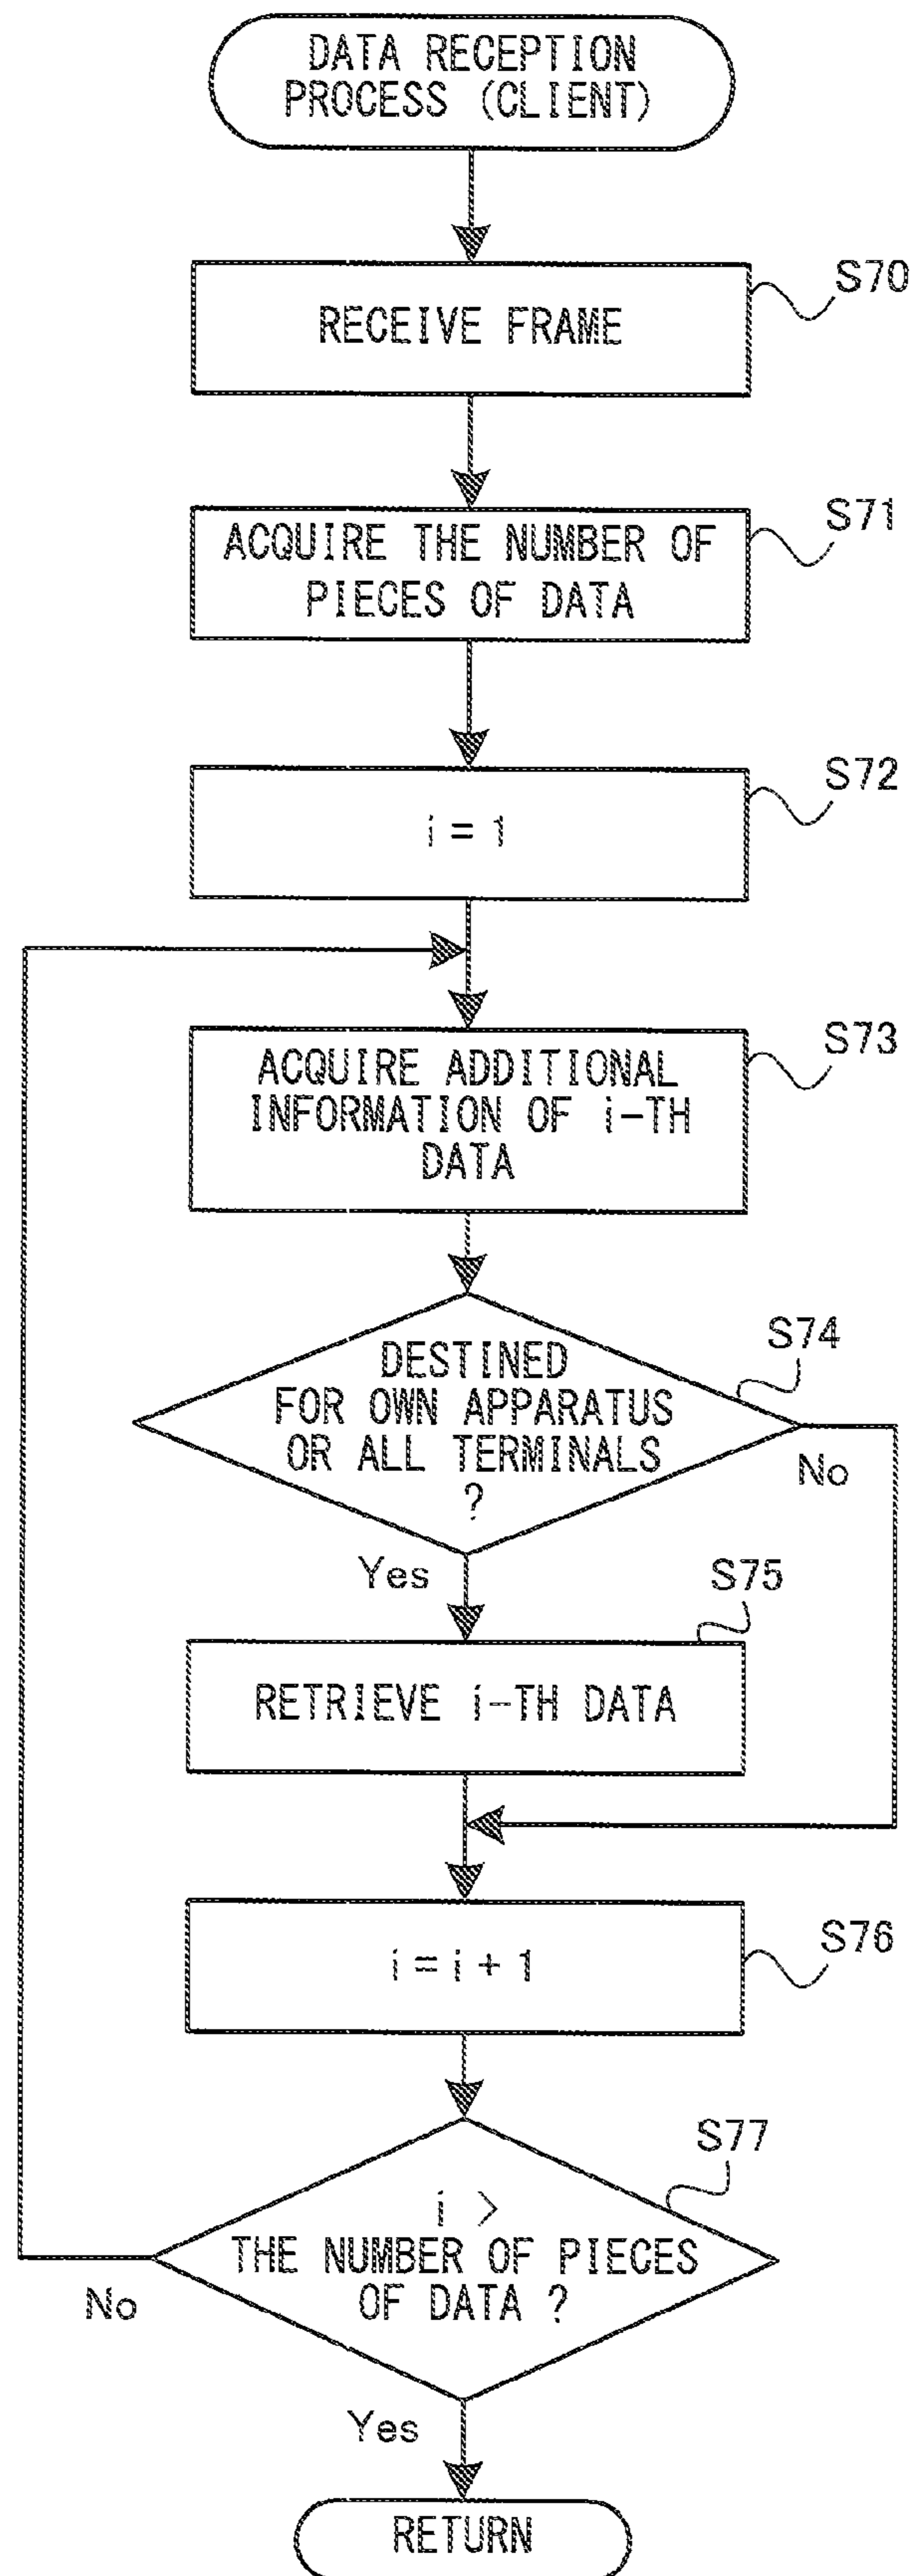 DATA RECEPTION
PROCESS (CLIENT)
S70
RECEIVE FRAME
S71
ACQUIRE THE NUMBER OF
PIECES OF DATA
S72
i = 1
S73
ACQUIRE ADDITIONAL
INFORMATION OF i-TH
DATA
S74
DESTINED
FOR OWN APPARATUS
OR ALL TERMINALS
?
No
Yes
S75
RETRIEVE i-TH DATA
S76
i = i + 1
S77
i >
THE NUMBER OF PIECES
OF DATA ?
No
Yes
RETURN